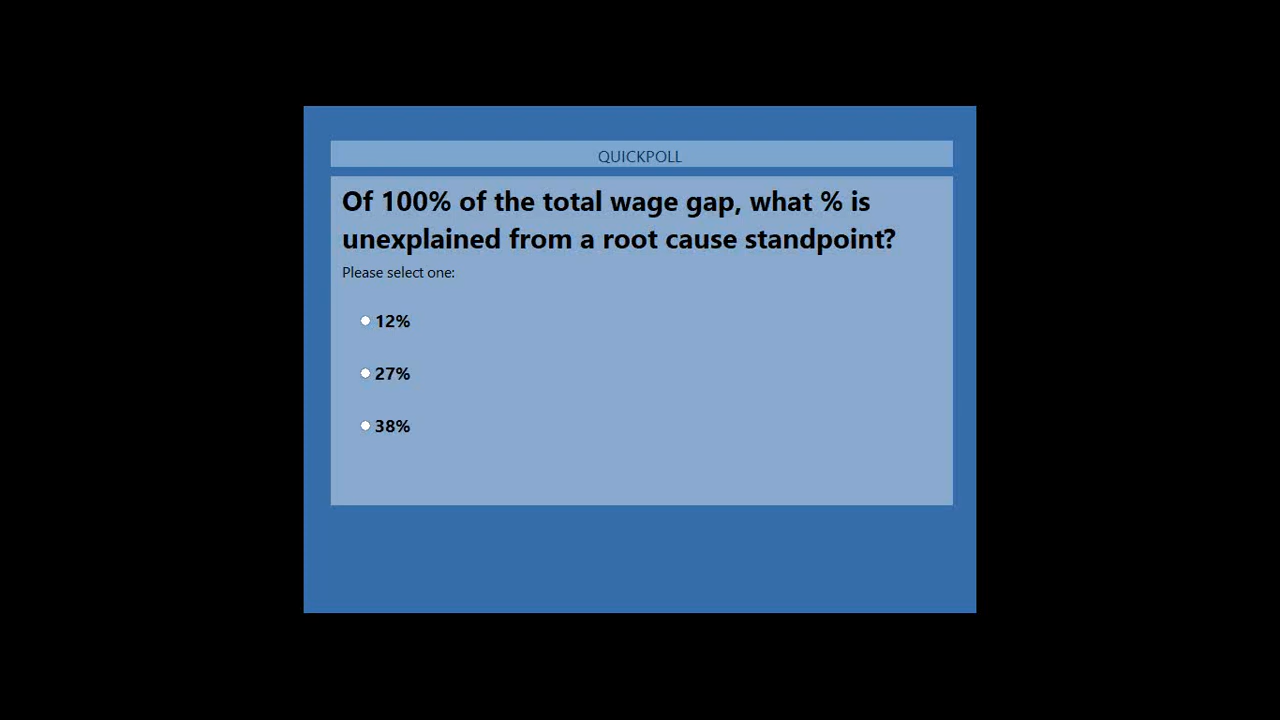 QUICKPOLL
Of 100% of the total wage gap, what % is
unexplained from a root cause standpoint?
Please select one:
12%
27%
38%